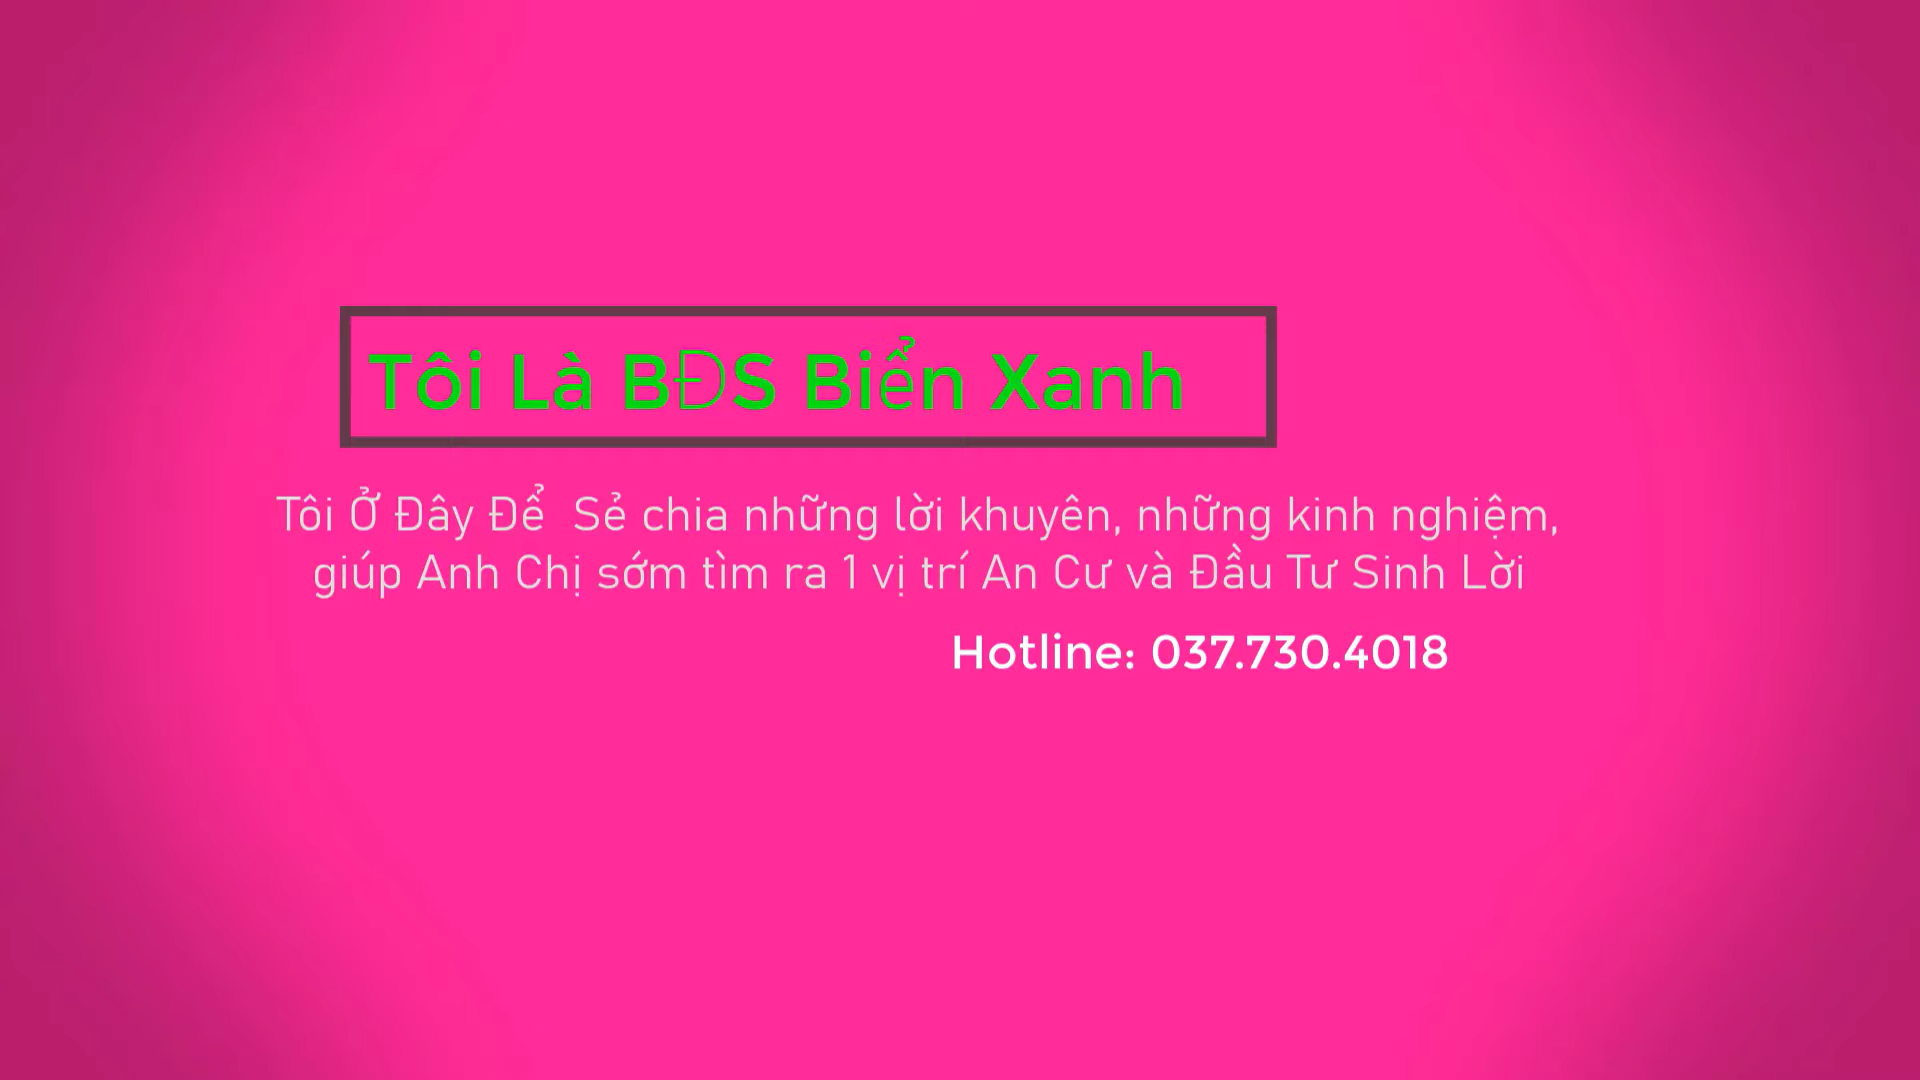 Tôi Là BĐS Biển Xanh
Tôi Ở Đây Để  Sẻ chia những lời khuyên, những kinh nghiệm,
giúp Anh Chị sớm tìm ra 1 vị trí An Cư và Đầu Tư Sinh Lời
Hotline: 037.730.4018